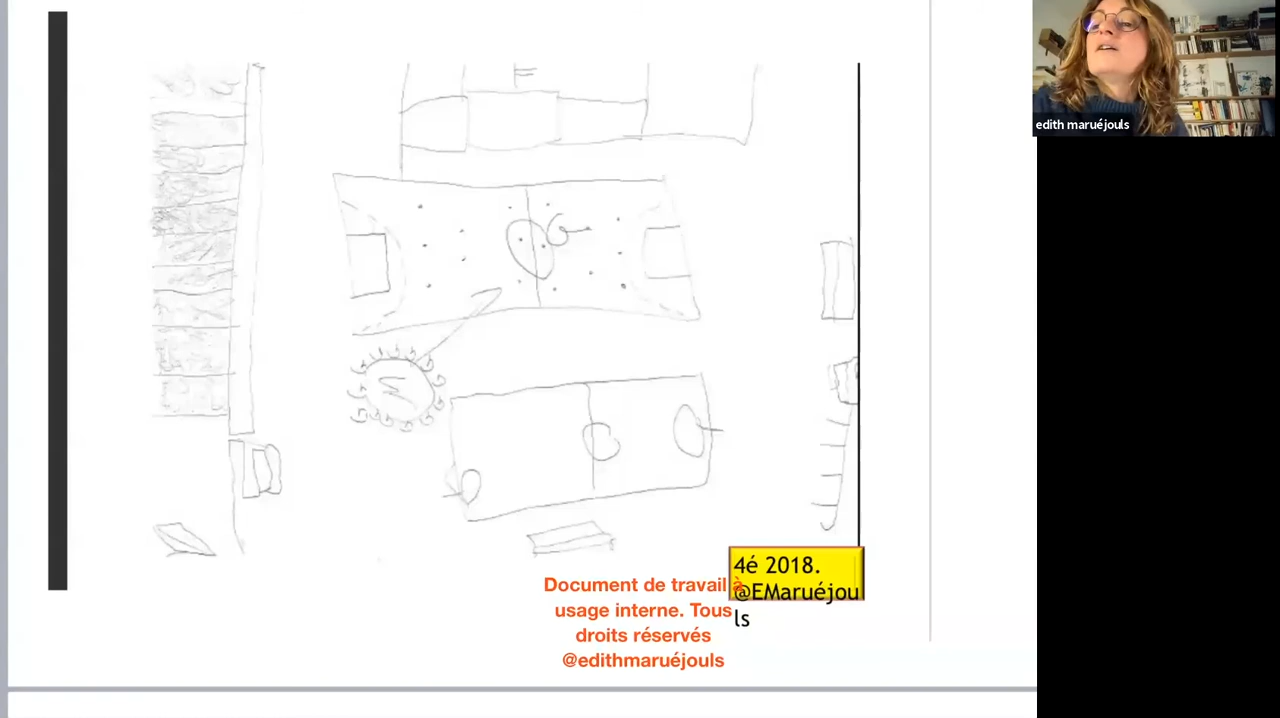 edith maruéjouls
G
M
4é 2018.
@EMaruéjou
ls
Document de travail à
usage interne. Tous
droits réservés
@edithmaruéjouls